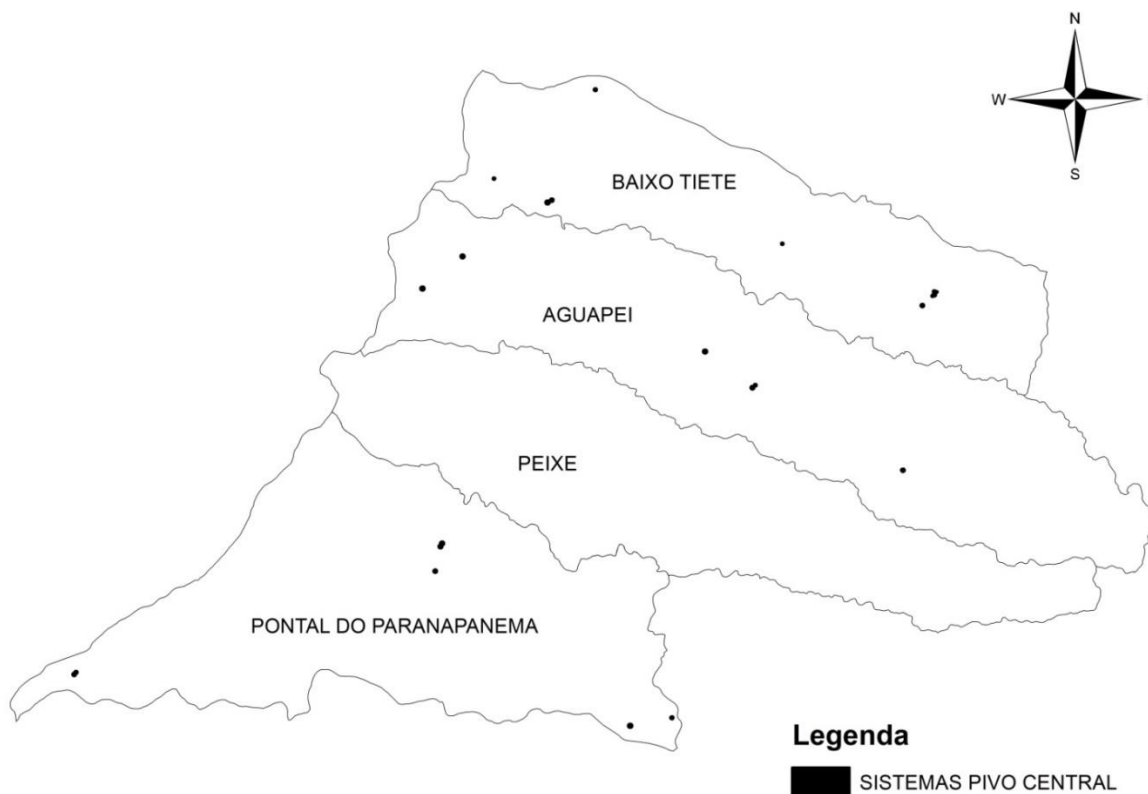 N
W
S
BAIXO TIETE
AGUAPEI
PEIXE
PONTAL DO PARANAPANEMA
Legenda
SISTEMAS PIVO CENTRAL